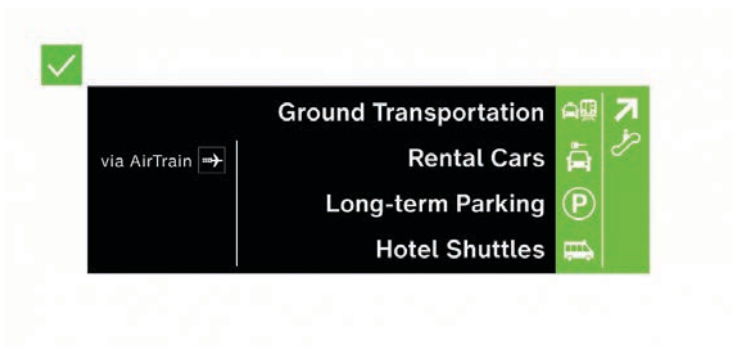 Ground Transportation
via AirTrain
Rental Cars
Long-term Parking
P
Hotel Shuttles